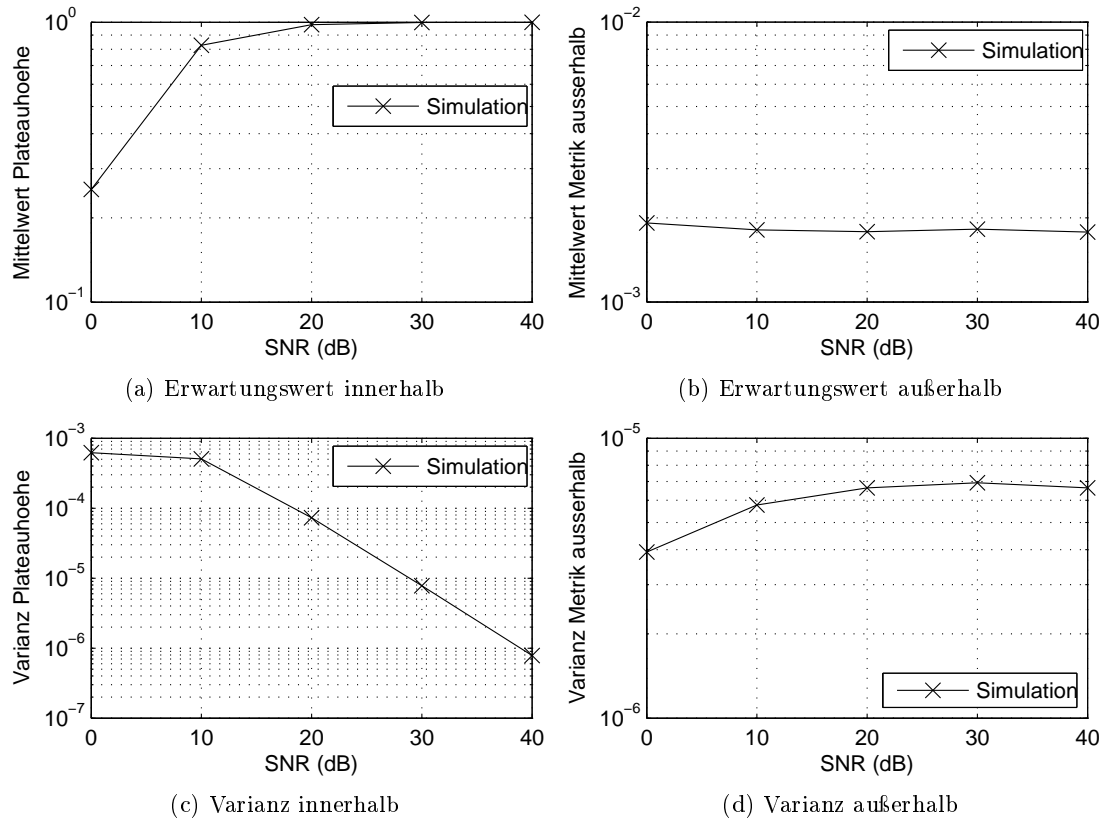 10^0
10^−1
Mittelwert Plateauhoehe
Simulation
0 10 20 30 40
SNR (dB)
(a) Erwartungswert innerhalb
10^−2
10^−3
Mittelwert Metrik ausserhalb
Simulation
0 10 20 30 40
SNR (dB)
(b) Erwartungswert außerhalb
10^−3
10^−4
10^−5
10^−6
10^−7
Varianz Plateauhoehe
Simulation
0 10 20 30 40
SNR (dB)
(c) Varianz innerhalb
10^−5
10^−6
Varianz Metrik ausserhalb
Simulation
0 10 20 30 40
SNR (dB)
(d) Varianz außerhalb